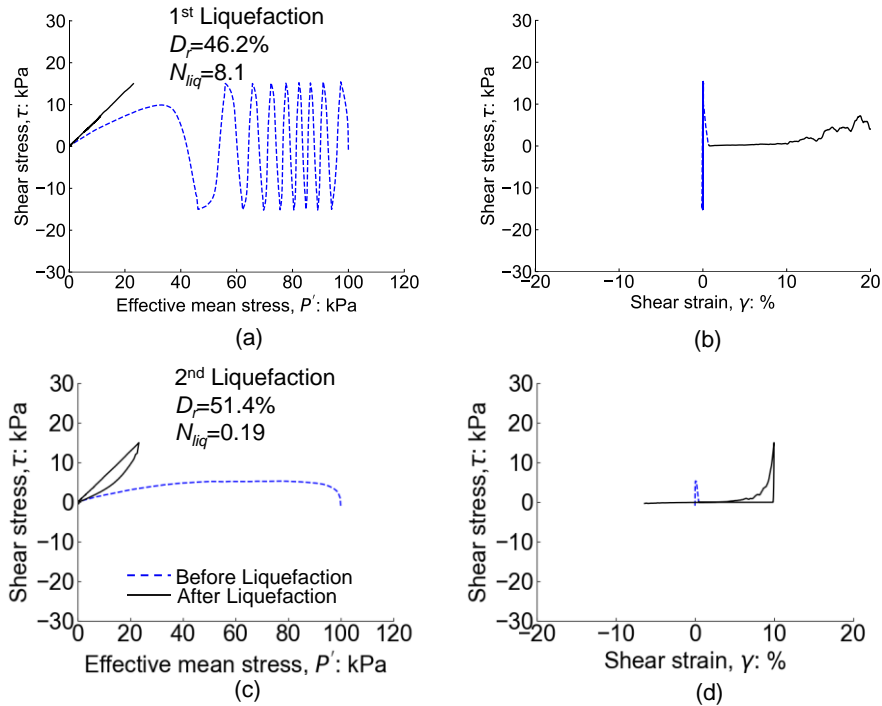 1st Liquefaction
Dr=46.2%
Nliq=8.1
30
20
10
0
−10
−20
−30
Shear stress, τ: kPa
0 20 40 60 80 100 120
Effective mean stress, P′: kPa
(a)
30
20
10
0
−10
−20
−30
Shear stress, τ: kPa
−20 −10 0 10 20
Shear strain, γ: %
(b)
2nd Liquefaction
Dr=51.4%
Nliq=0.19
30
20
10
0
−10
−20
−30
Shear stress, τ: kPa
Before Liquefaction
After Liquefaction
0 20 40 60 80 100 120
Effective mean stress, P′: kPa
(c)
30
20
10
0
−10
−20
−30
Shear stress, τ: kPa
−20 −10 0 10 20
Shear strain, γ: %
(d)